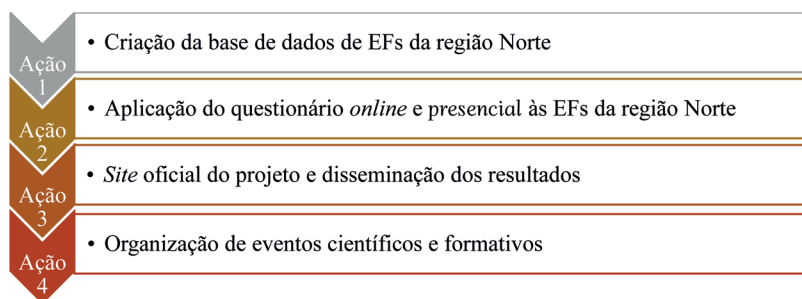 Ação
1
• Criação da base de dados de EFs da região Norte
Ação
2
• Aplicação do questionário online e presencial às EFs da região Norte
Ação
3
• Site oficial do projeto e disseminação dos resultados
Ação
4
• Organização de eventos científicos e formativos